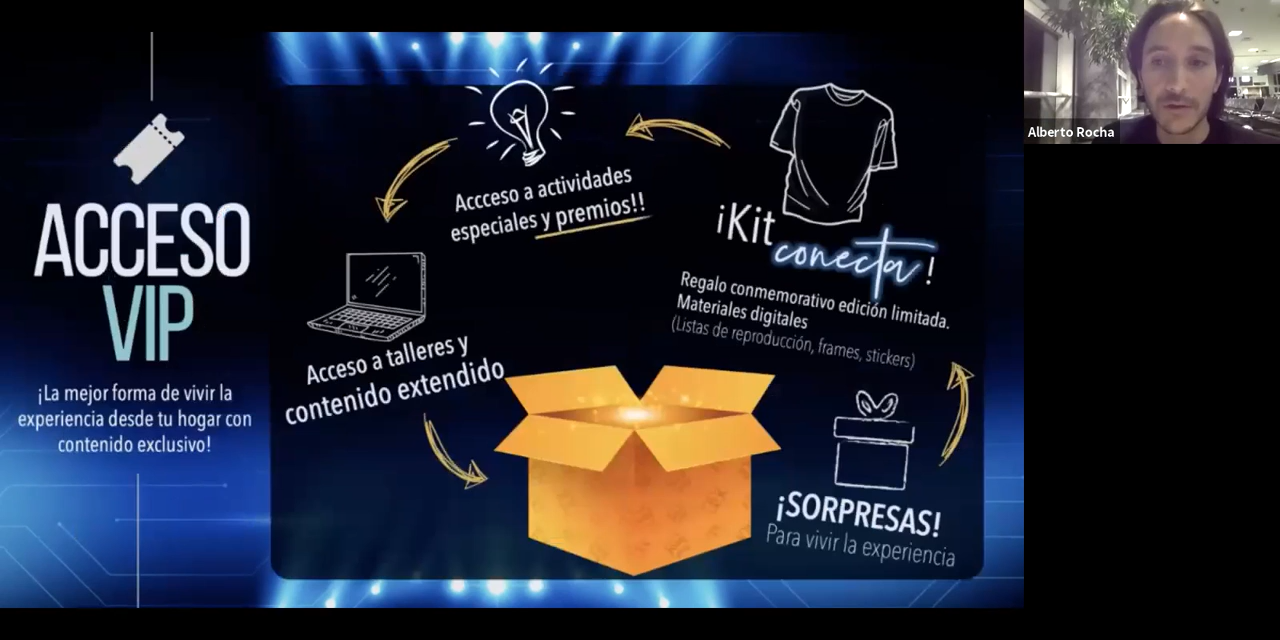 ACCESO
VIP
¡La mejor forma de vivir la
experiencia desde tu hogar con
contenido exclusivo!
Accceso a actividades
especiales y premios!!
¡Kit
conecta!
Regalo conmemorativo edición limitada.
Materiales digitales
(Listas de reproducción, frames, stickers)
Acceso a talleres y
contenido extendido
¡SORPRESAS!
Para vivir la experiencia
Alberto Rocha